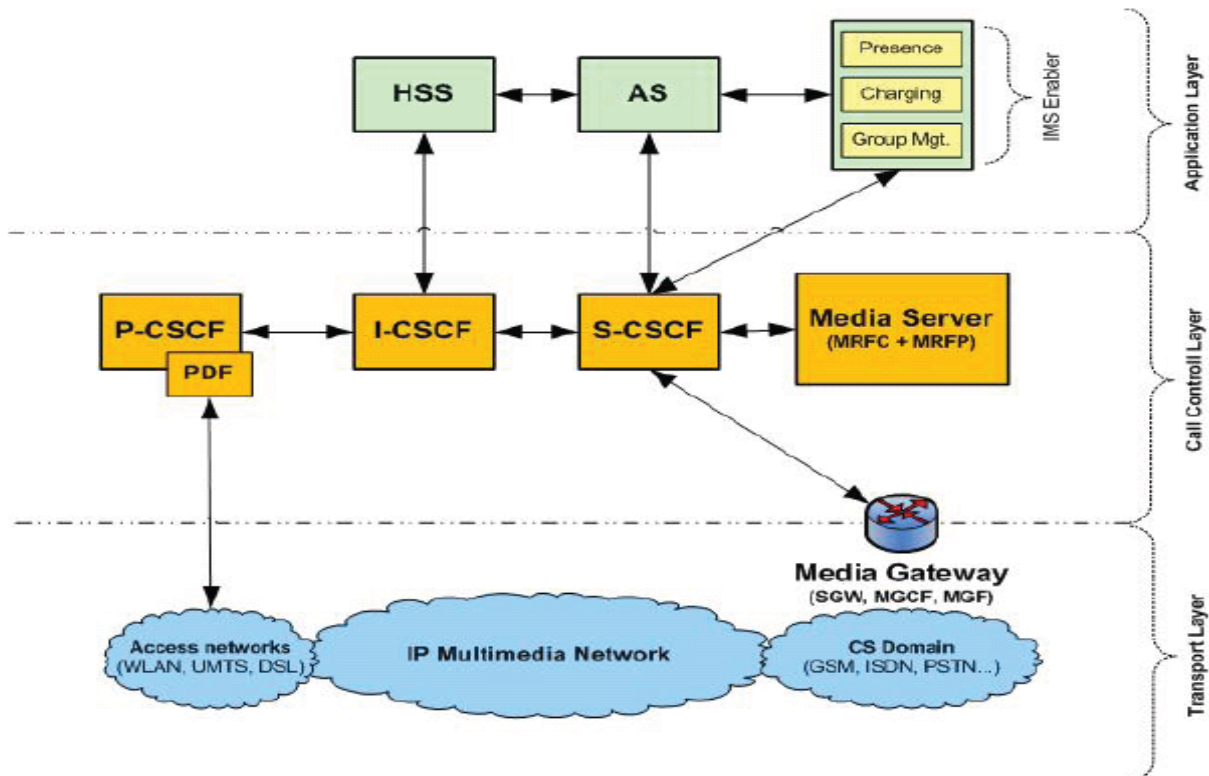 Presence
HSS
AS
Charging
Group Mgt.
IMS Enabler
Application Layer
P-CSCF
PDF
I-CSCF
S-CSCF
Media Server
(MRFC + MRFP)
Call Controll Layer
Media Gateway
(SGW, MGCF, MGF)
Access networks
(WLAN, UMTS, DSL)
IP Multimedia Network
CS Domain
(GSM, ISDN, PSTN...)
Transport Layer